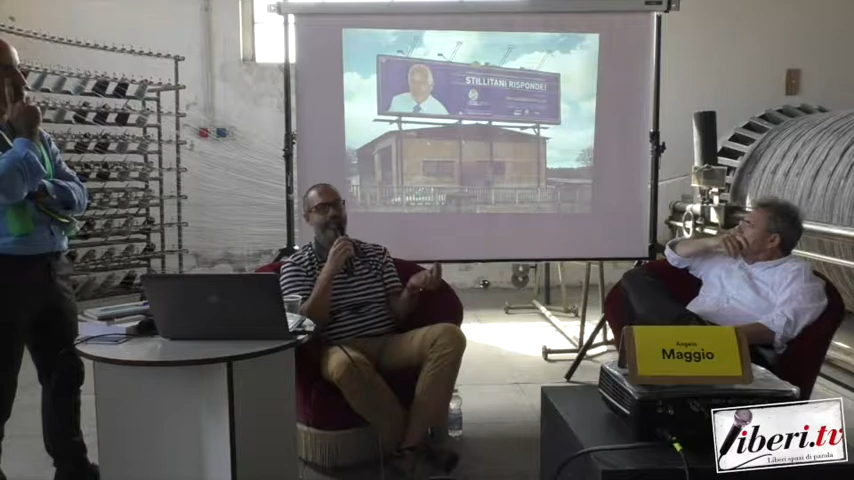 STILLITANI RISPONDE!
Angelo
Maggio
liberi.tv
Liberi spazi di parola